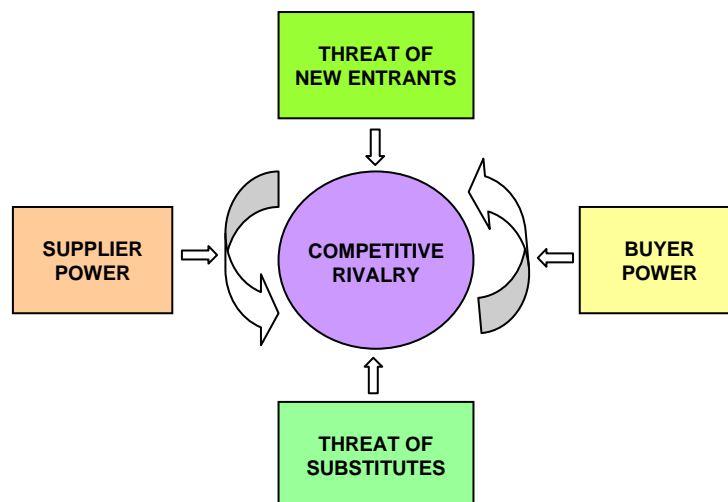 THREAT OF
NEW ENTRANTS
SUPPLIER
POWER
COMPETITIVE
RIVALRY
BUYER
POWER
THREAT OF
SUBSTITUTES